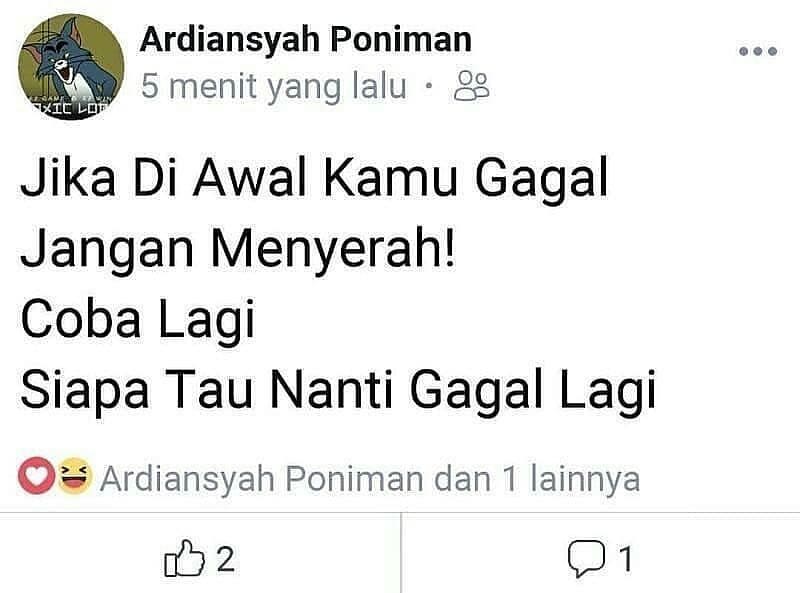 Ardiansyah Poniman
5 menit yang lalu ·
Jika Di Awal Kamu Gagal
Jangan Menyerah!
Coba Lagi
Siapa Tau Nanti Gagal Lagi
Ardiansyah Poniman dan 1 lainnya
2
1